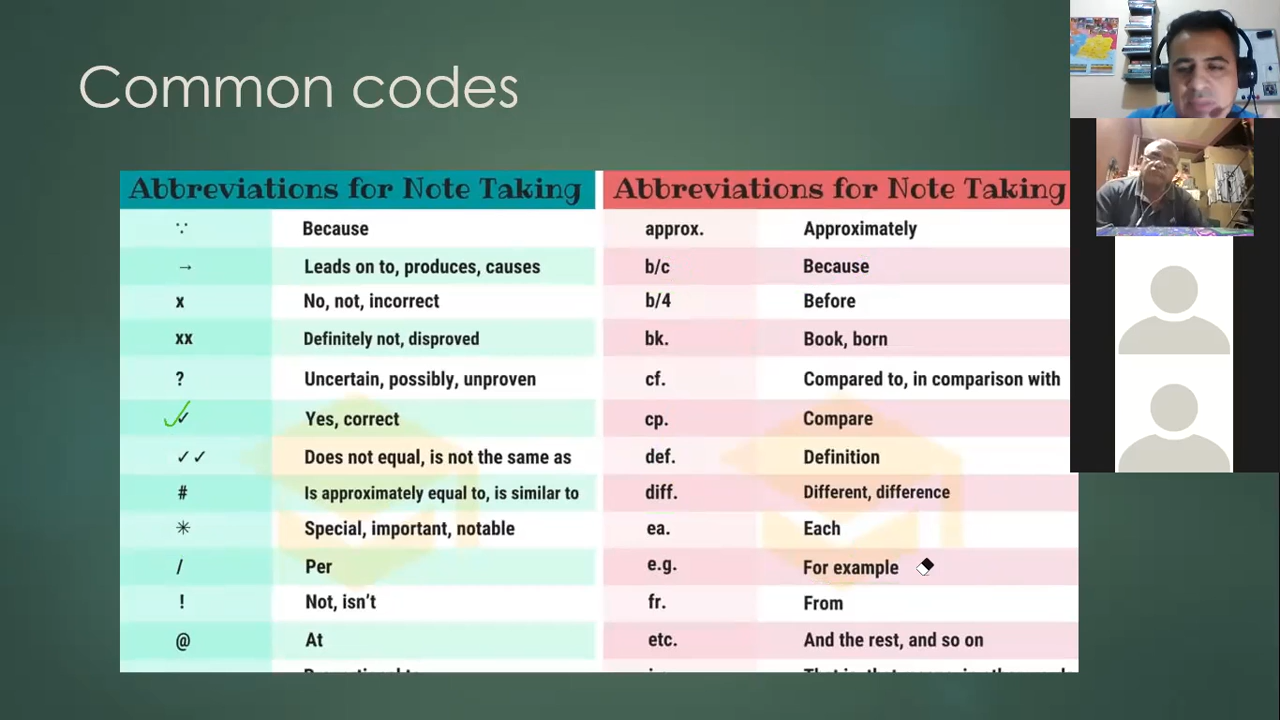 Common codes
Abbreviations for Note Taking
∵ Because
→ Leads on to, produces, causes
x No, not, incorrect
xx Definitely not, disproved
? Uncertain, possibly, unproven
✓ Yes, correct
✓✓ Does not equal, is not the same as
# Is approximately equal to, is similar to
✳ Special, important, notable
/ Per
! Not, isn't
@ At
Abbreviations for Note Taking
approx. Approximately
b/c Because
b/4 Before
bk. Book, born
cf. Compared to, in comparison with
cp. Compare
def. Definition
diff. Different, difference
ea. Each
e.g. For example
fr. From
etc. And the rest, and so on